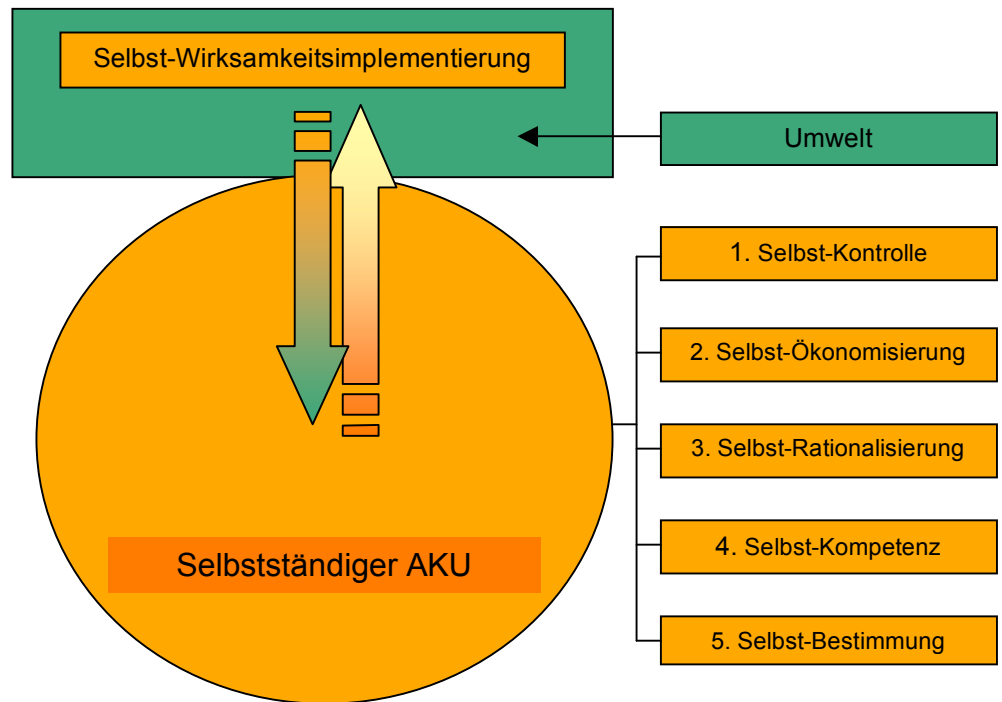 Selbst-Wirksamkeitsimplementierung
Umwelt
1. Selbst-Kontrolle
2. Selbst-Ökonomisierung
3. Selbst-Rationalisierung
4. Selbst-Kompetenz
Selbstständiger AKU
5. Selbst-Bestimmung